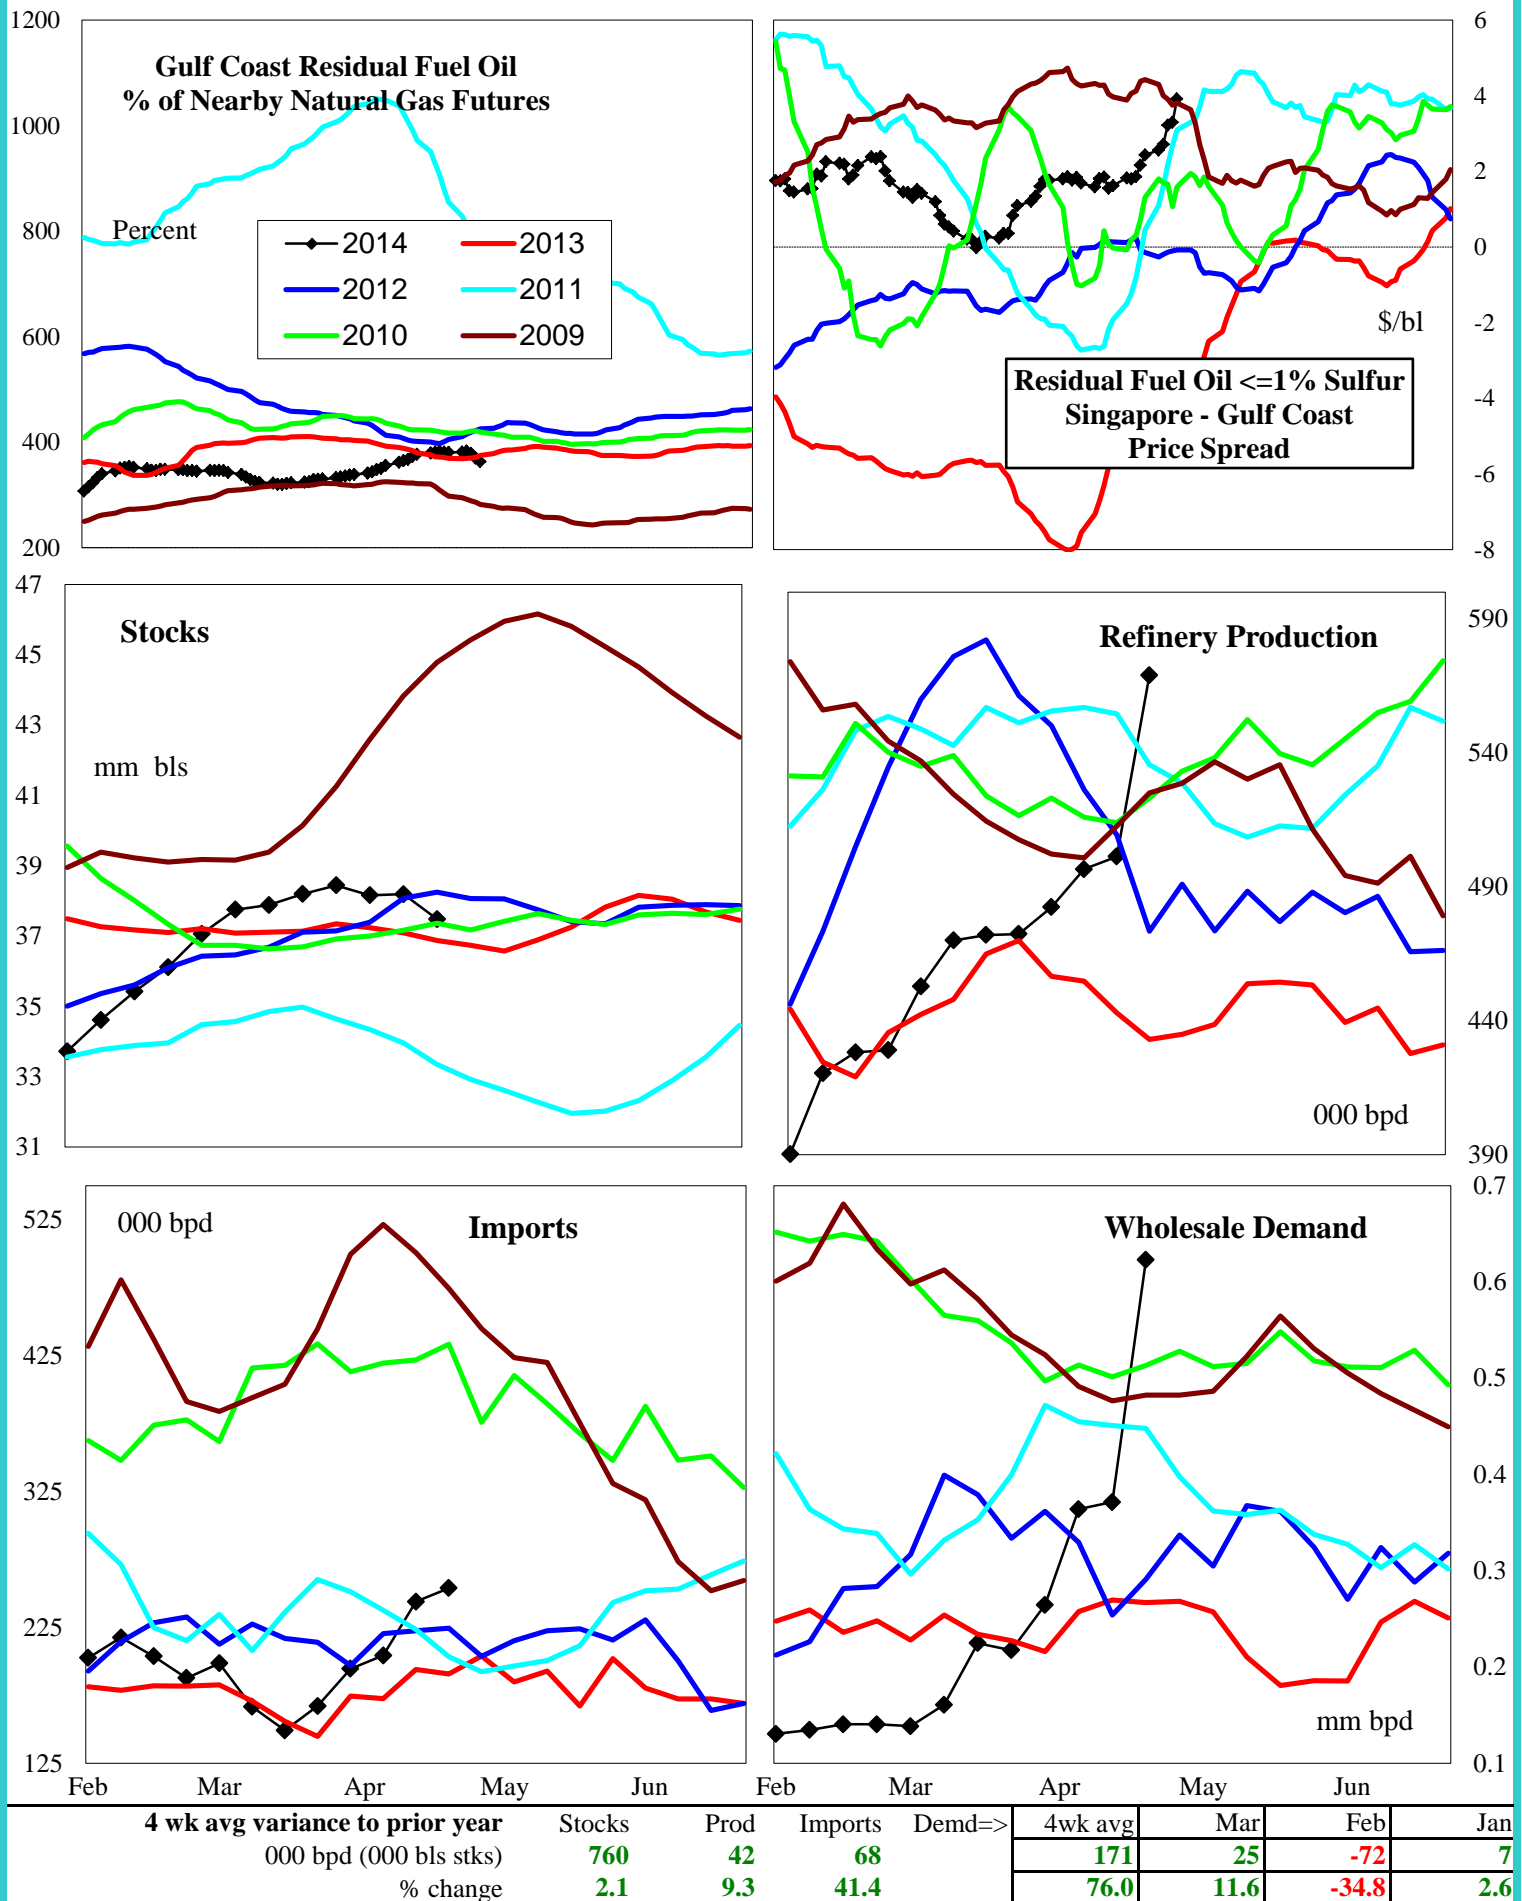 1200
1000
800
600
400
200
Gulf Coast Residual Fuel Oil
% of Nearby Natural Gas Futures
Percent
2014 2013
2012 2011
2010 2009
6
4
2
0
-2
-4
-6
-8
$/bl
Residual Fuel Oil <=1% Sulfur
Singapore - Gulf Coast
Price Spread
47
45
43
41
39
37
35
33
31
Stocks
mm bls
590
540
490
440
390
Refinery Production
000 bpd
525
425
325
225
125
000 bpd
Imports
Feb Mar Apr May Jun
0.7
0.6
0.5
0.4
0.3
0.2
0.1
Wholesale Demand
mm bpd
Feb Mar Apr May Jun
4 wk avg variance to prior year Stocks Prod Imports Demd=> 4wk avg Mar Feb Jan
000 bpd (000 bls stks) 760 42 68 171 25 -72 7
% change 2.1 9.3 41.4 76.0 11.6 -34.8 2.6